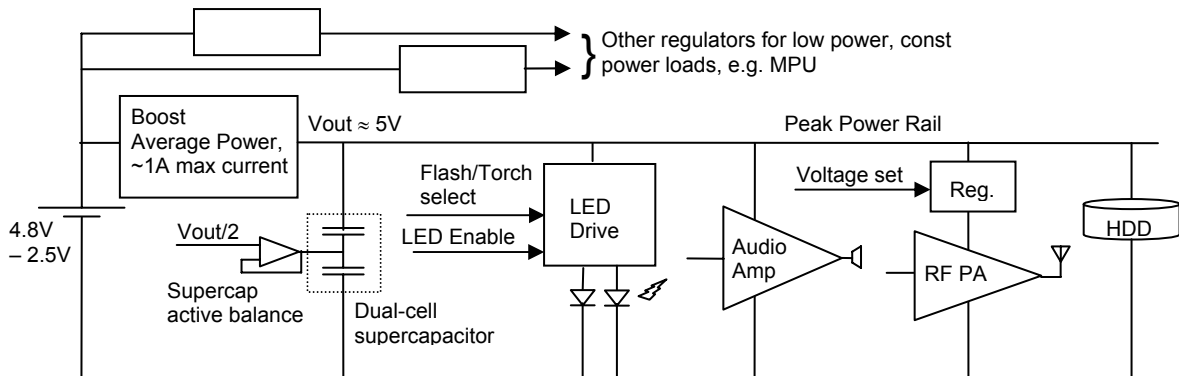 Other regulators for low power, const
power loads, e.g. MPU
Boost
Average Power,
~1A max current
Vout ≈ 5V
Peak Power Rail
Flash/Torch
select
LED Enable
LED
Drive
Voltage set
Reg.
HDD
4.8V
– 2.5V
Vout/2
Audio
Amp
RF PA
Supercap
active balance
Dual-cell
supercapacitor